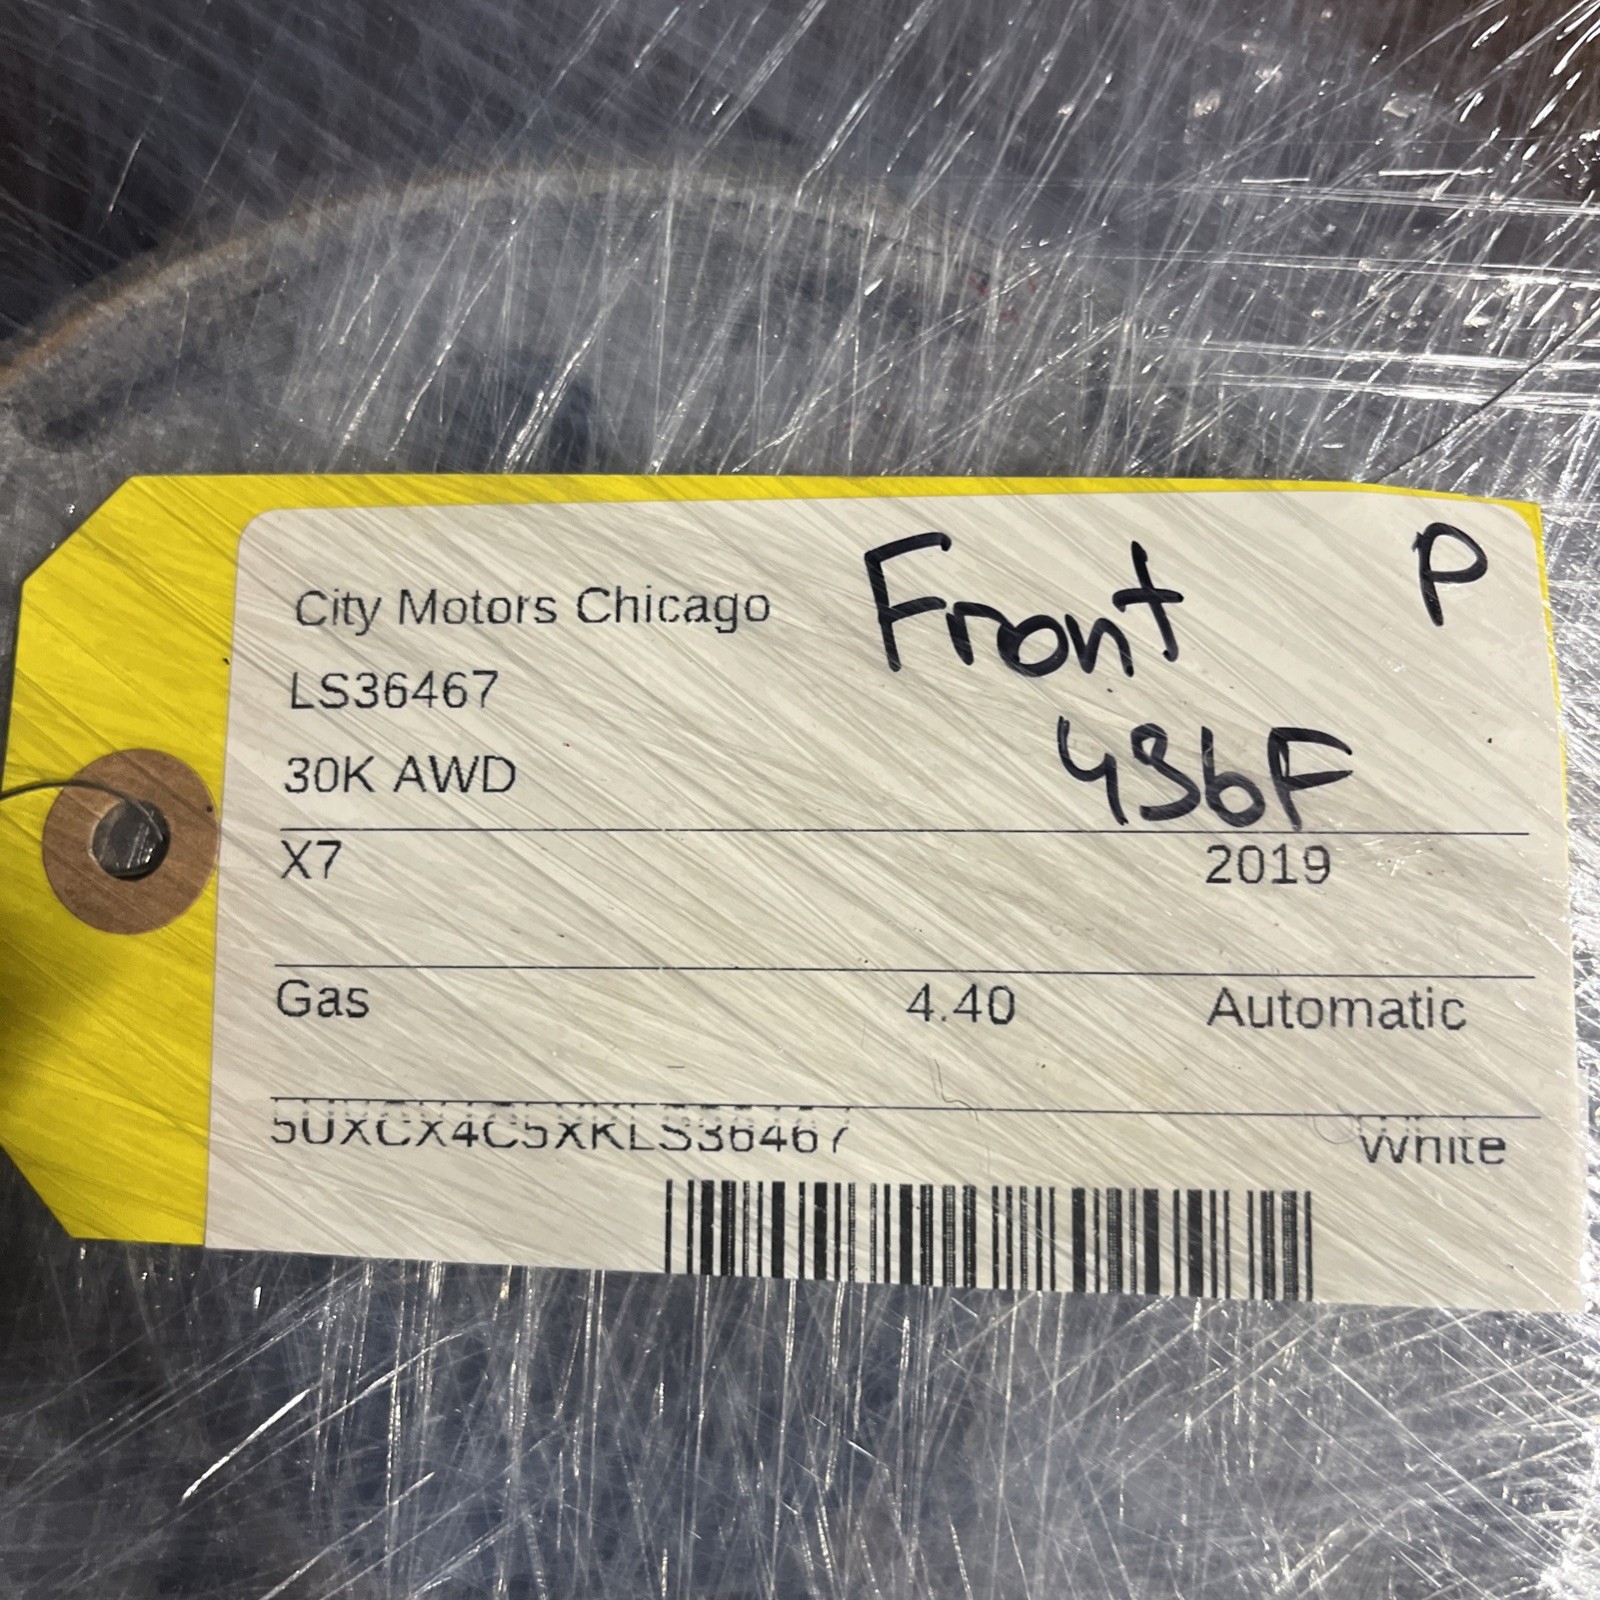 City Motors Chicago
Front P
LS36467
436F
30K AWD
X7 2019
Gas 4.40 Automatic
5UXCX4C5XKLS36467 White